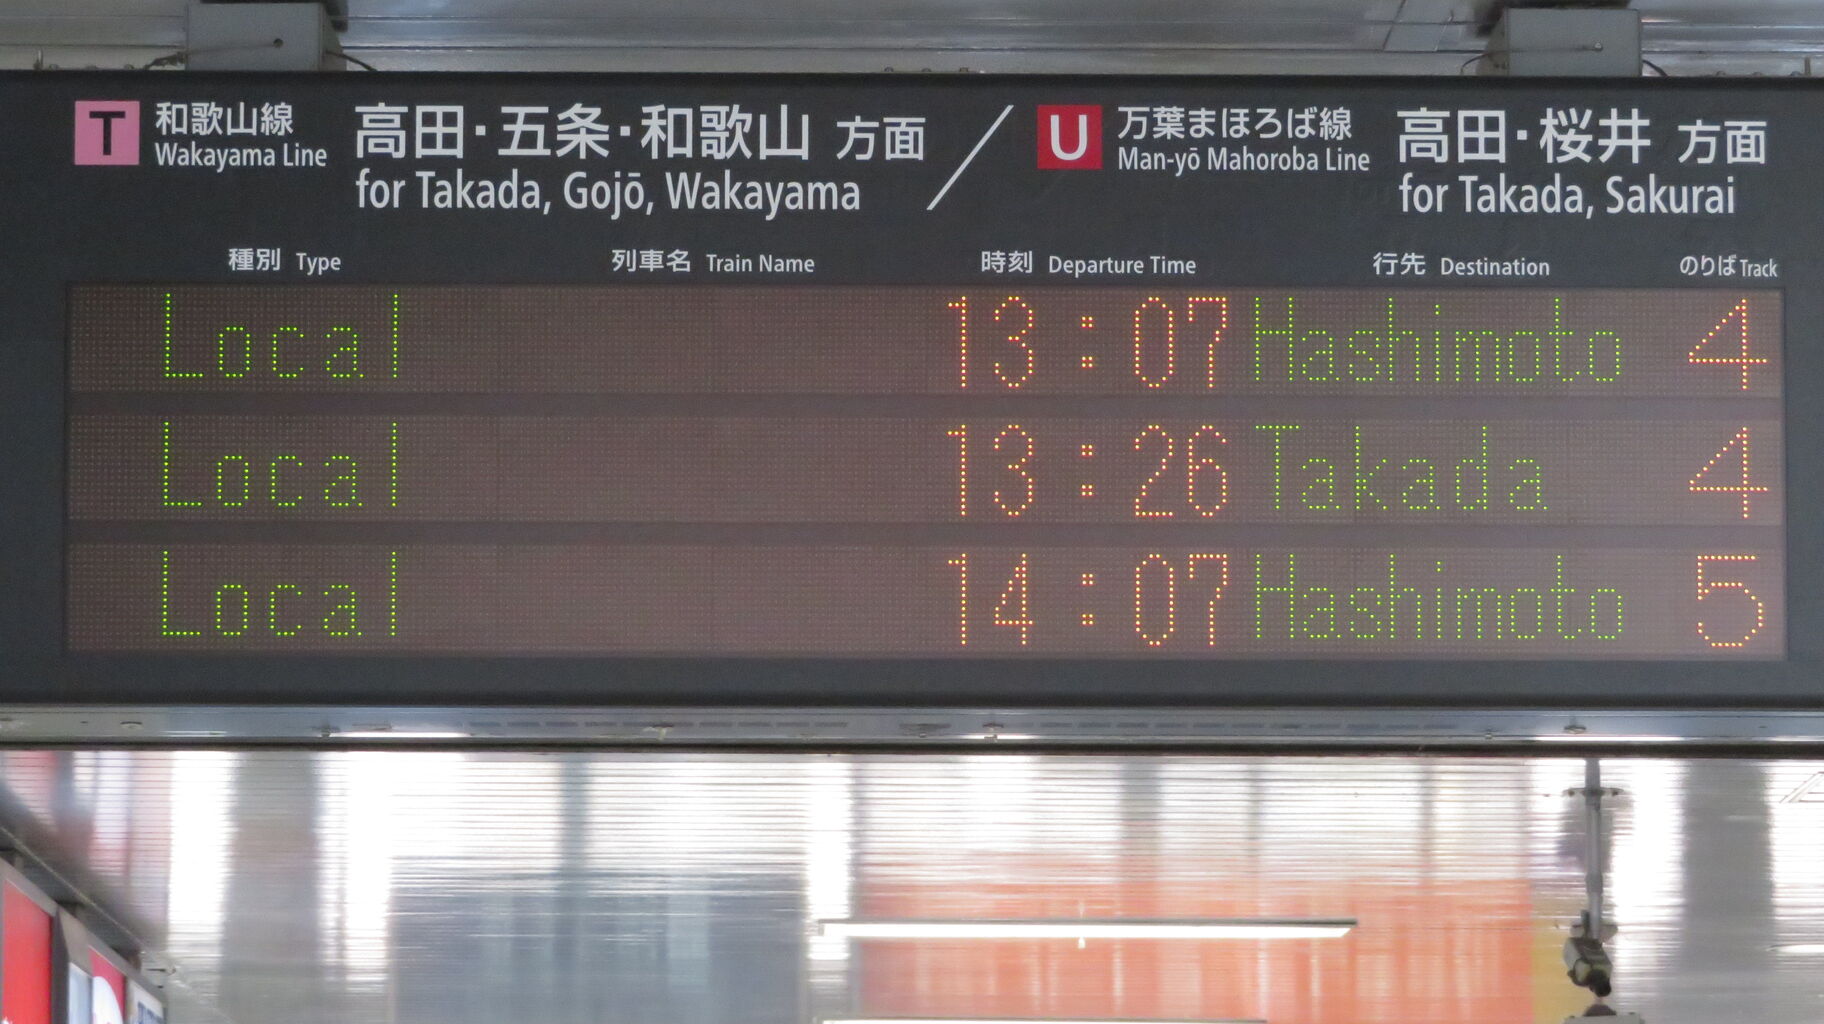 T 和歌山線 高田・五条・和歌山 方面 / U 万葉まほろば線 高田・桜井 方面
Wakayama Line for Takada, Gojō, Wakayama Man-yō Mahoroba Line for Takada, Sakurai
種別 Type 列車名 Train Name 時刻 Departure Time 行先 Destination のりば Track
Local 13:07 Hashimoto 4
Local 13:26 Takada 4
Local 14:07 Hashimoto 5